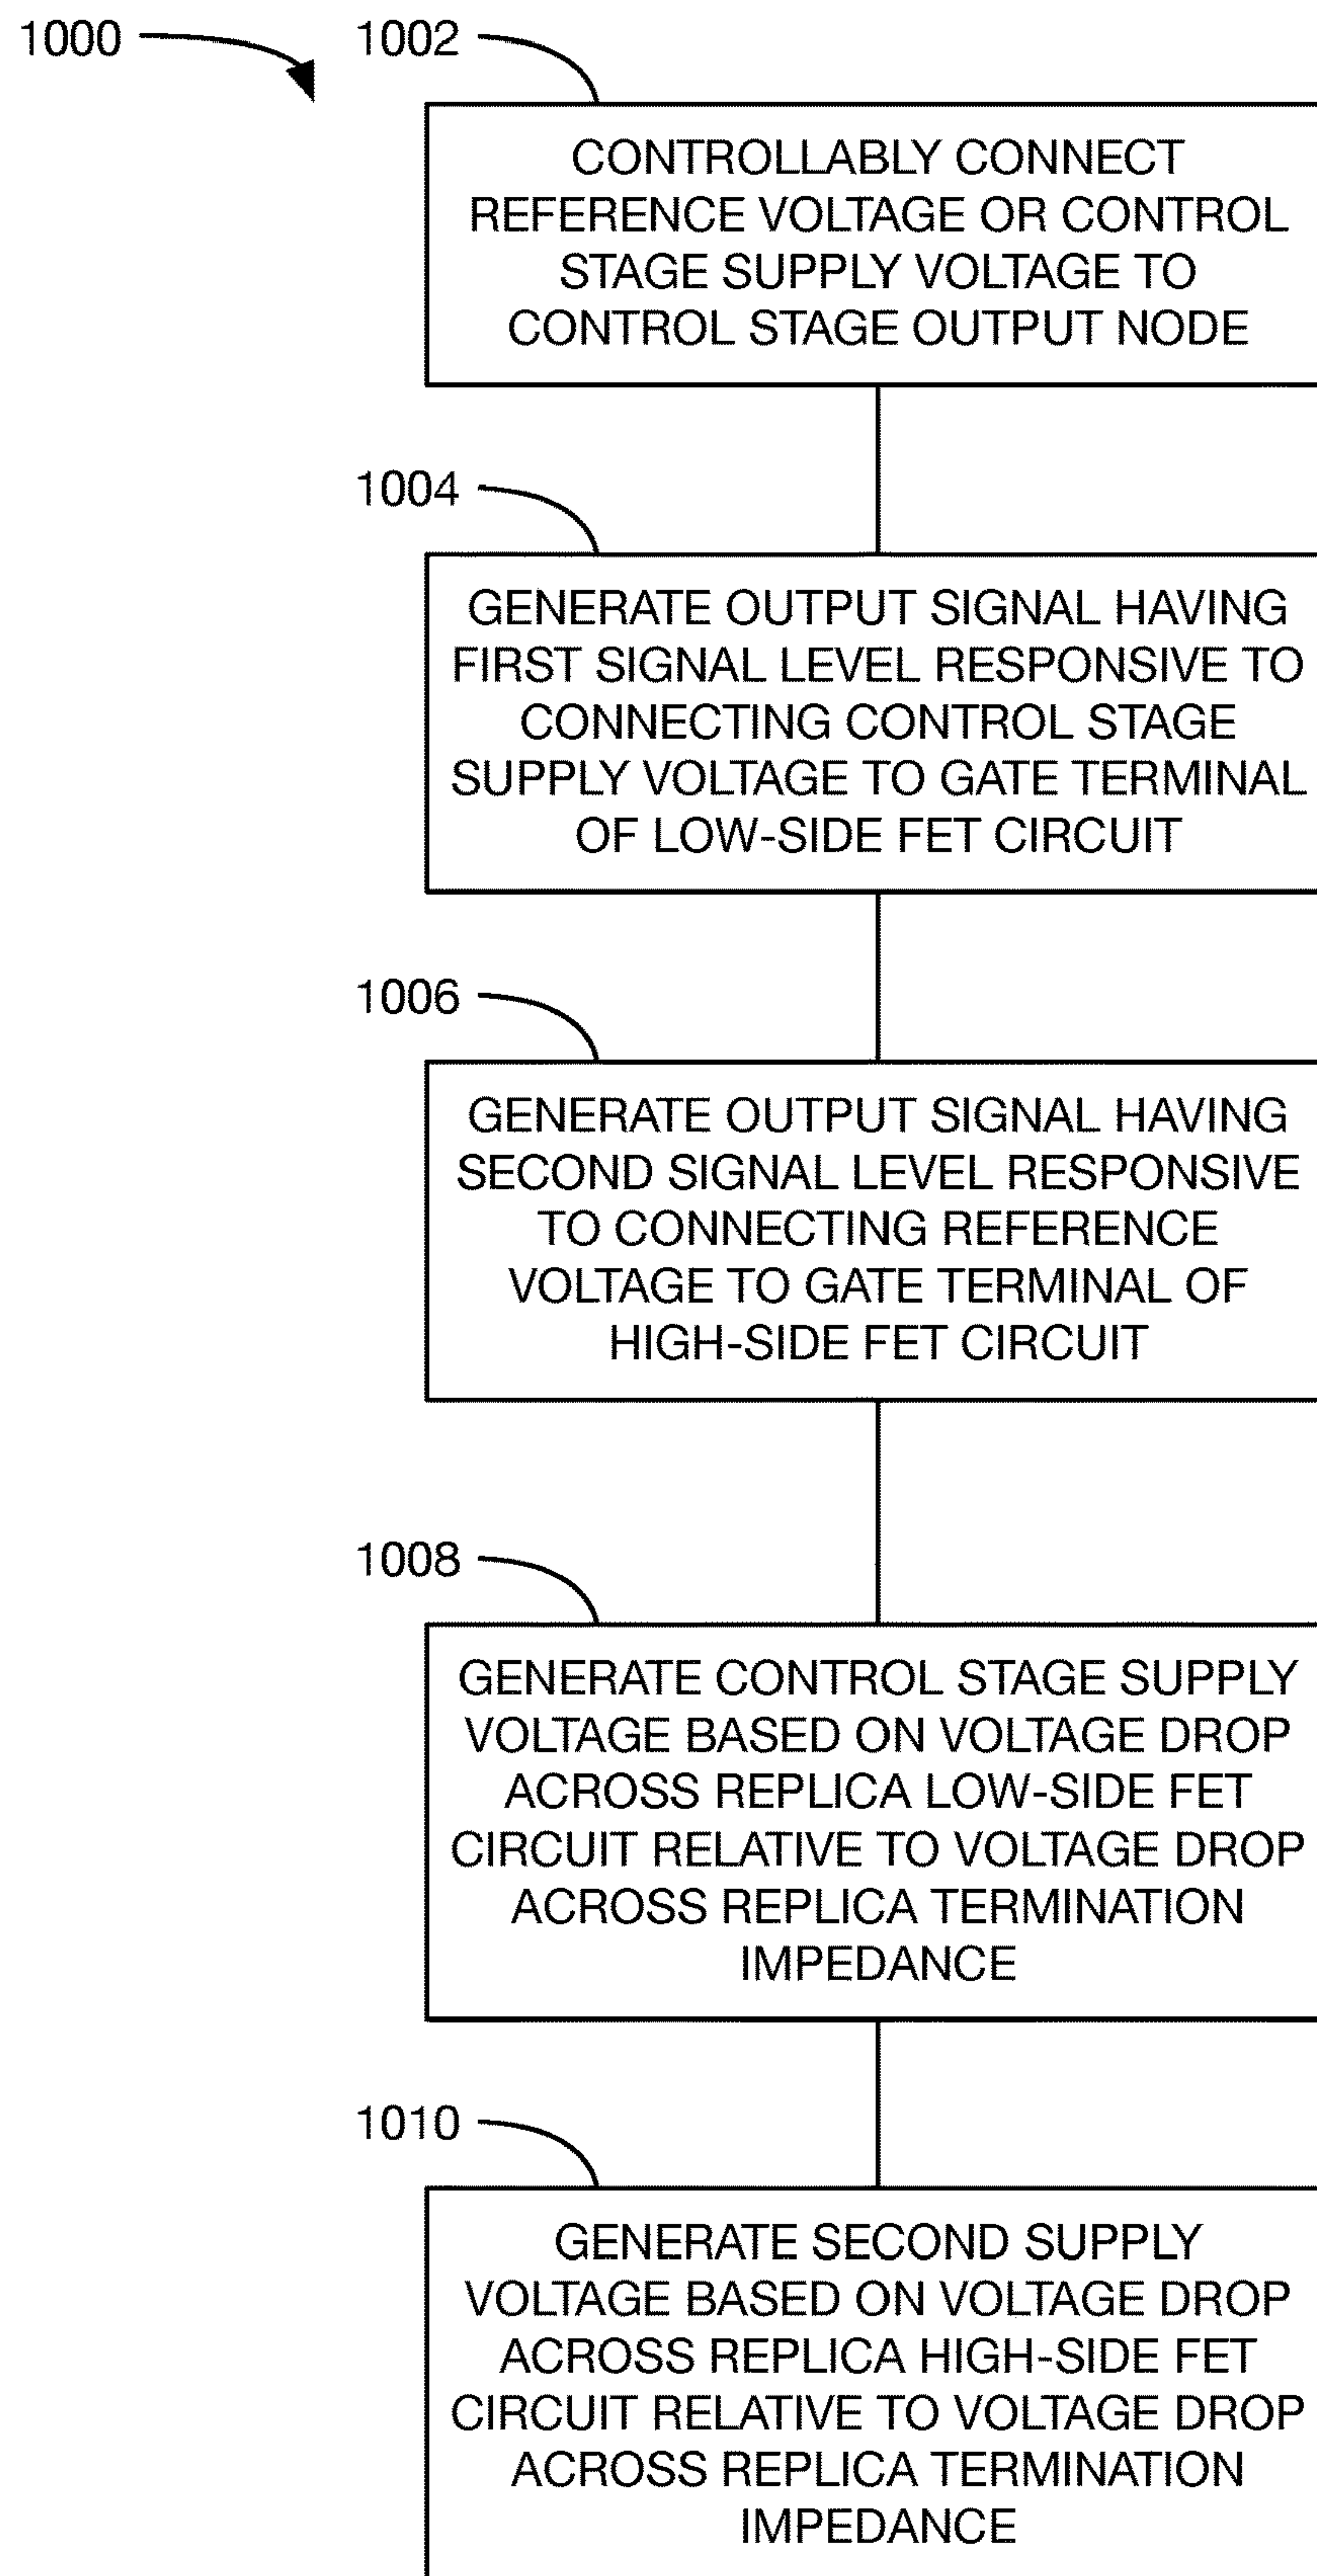 1000
1002
CONTROLLABLY CONNECT
REFERENCE VOLTAGE OR CONTROL
STAGE SUPPLY VOLTAGE TO
CONTROL STAGE OUTPUT NODE
1004
GENERATE OUTPUT SIGNAL HAVING
FIRST SIGNAL LEVEL RESPONSIVE TO
CONNECTING CONTROL STAGE
SUPPLY VOLTAGE TO GATE TERMINAL
OF LOW-SIDE FET CIRCUIT
1006
GENERATE OUTPUT SIGNAL HAVING
SECOND SIGNAL LEVEL RESPONSIVE
TO CONNECTING REFERENCE
VOLTAGE TO GATE TERMINAL OF
HIGH-SIDE FET CIRCUIT
1008
GENERATE CONTROL STAGE SUPPLY
VOLTAGE BASED ON VOLTAGE DROP
ACROSS REPLICA LOW-SIDE FET
CIRCUIT RELATIVE TO VOLTAGE DROP
ACROSS REPLICA TERMINATION
IMPEDANCE
1010
GENERATE SECOND SUPPLY
VOLTAGE BASED ON VOLTAGE DROP
ACROSS REPLICA HIGH-SIDE FET
CIRCUIT RELATIVE TO VOLTAGE DROP
ACROSS REPLICA TERMINATION
IMPEDANCE